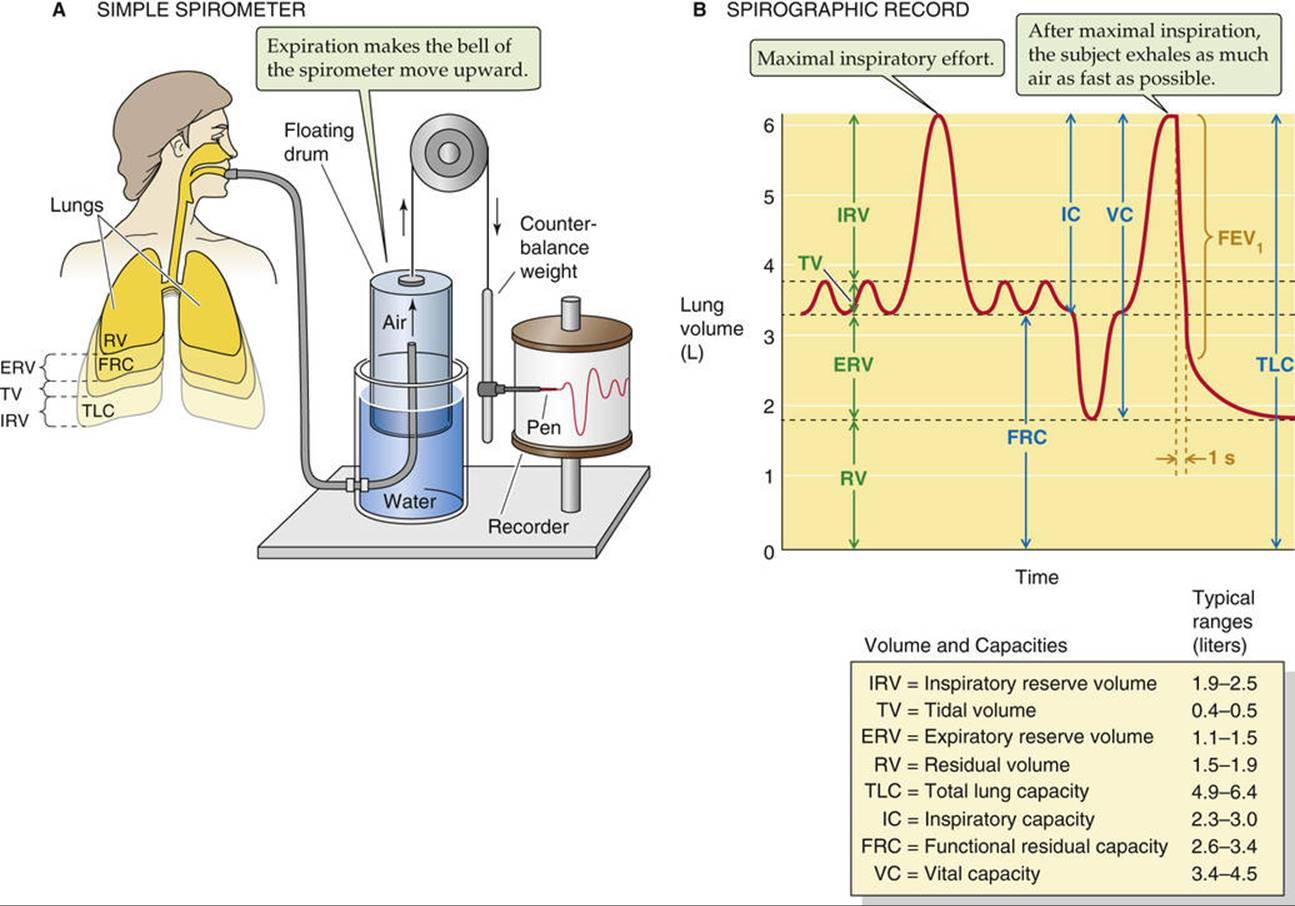 A SIMPLE SPIROMETER
Expiration makes the bell of
the spirometer move upward.
Floating
drum
Lungs
Counter-
balance
weight
Air
RV
FRC
TLC
ERV
TV
IRV
Pen
Water
Recorder
B SPIROGRAPHIC RECORD
Maximal inspiratory effort.
After maximal inspiration,
the subject exhales as much
air as fast as possible.
Lung
volume
(L)
6
5
4
3
2
1
0
IRV
TV
ERV
RV
IC
VC
FRC
FEV₁
TLC
1 s
Time
Typical
ranges
Volume and Capacities (liters)
IRV = Inspiratory reserve volume 1.9–2.5
TV = Tidal volume 0.4–0.5
ERV = Expiratory reserve volume 1.1–1.5
RV = Residual volume 1.5–1.9
TLC = Total lung capacity 4.9–6.4
IC = Inspiratory capacity 2.3–3.0
FRC = Functional residual capacity 2.6–3.4
VC = Vital capacity 3.4–4.5